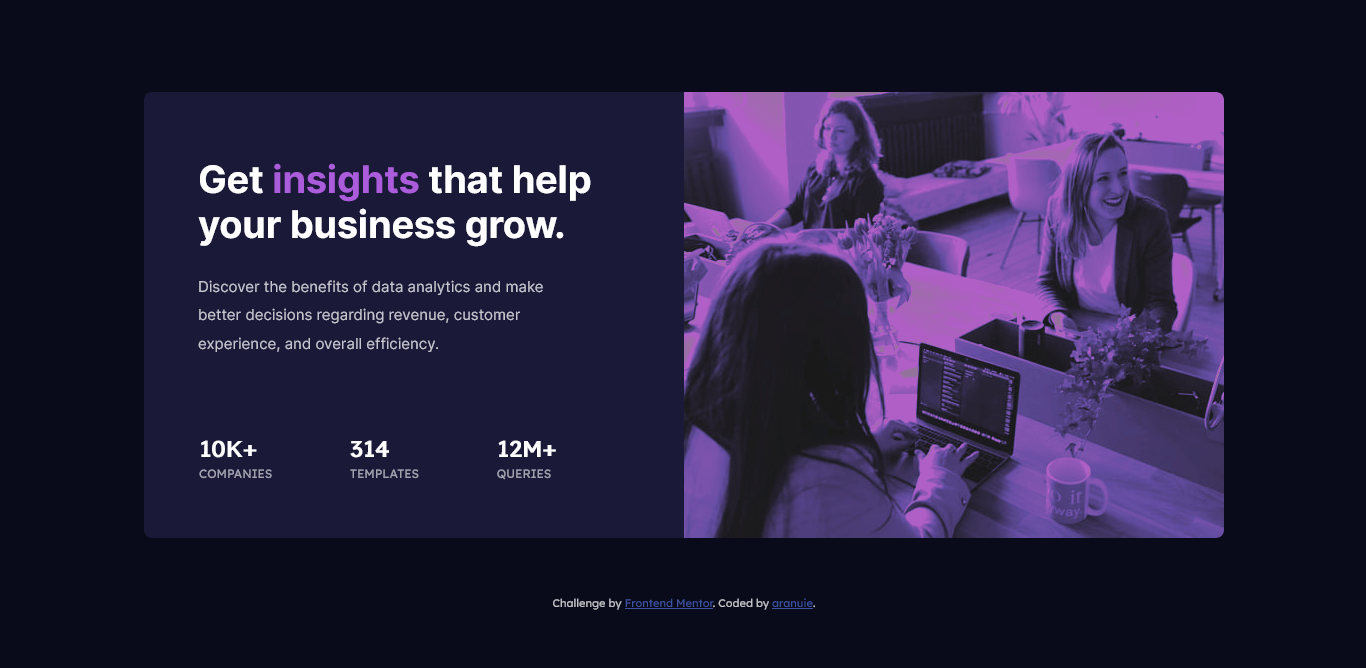 Get insights that help
your business grow.
Discover the benefits of data analytics and make
better decisions regarding revenue, customer
experience, and overall efficiency.
10K+ 314 12M+
COMPANIES TEMPLATES QUERIES
Challenge by Frontend Mentor. Coded by aranuie.